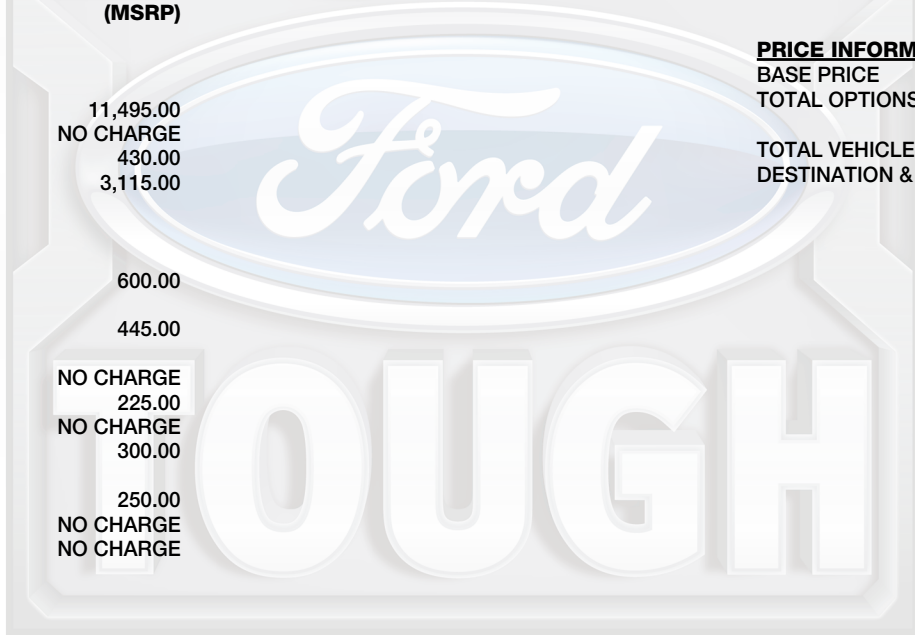 (MSRP)
11,495.00
NO CHARGE
430.00
3,115.00
600.00
445.00
NO CHARGE
225.00
NO CHARGE
300.00
250.00
NO CHARGE
NO CHARGE
PRICE INFORM
BASE PRICE
TOTAL OPTIONS
TOTAL VEHICLE
DESTINATION &
Ford
TOUGH